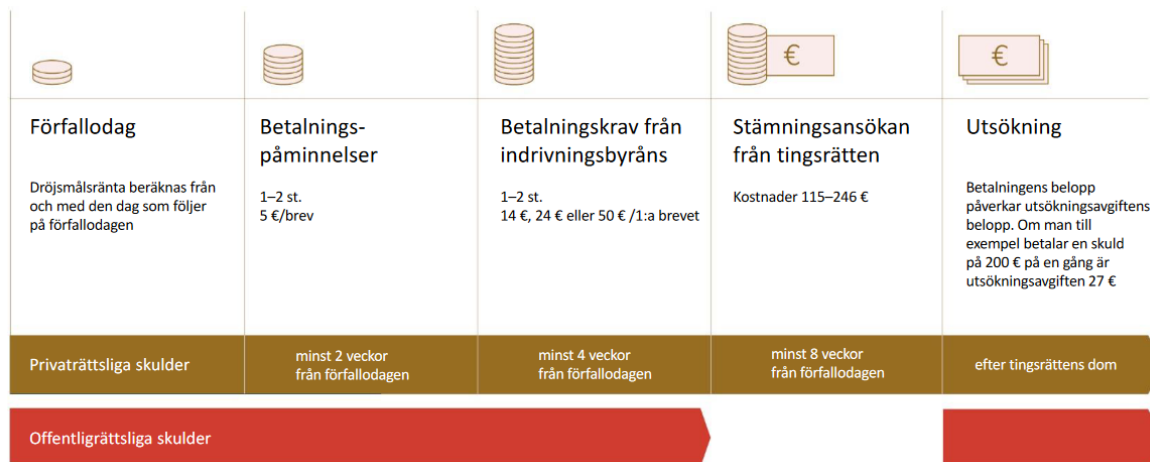 €
€
Förfallodag
Dröjsmålsränta beräknas från
och med den dag som följer
på förfallodagen
Betalnings-
påminnelser
1–2 st.
5 €/brev
Betalningskrav från
indrivningsbyråns
1–2 st.
14 €, 24 € eller 50 € /1:a brevet
Stämningsansökan
från tingsrätten
Kostnader 115–246 €
Utsökning
Betalningens belopp
påverkar utsökningsavgiftens
belopp. Om man till
exempel betalar en skuld
på 200 € på en gång är
utsökningsavgiften 27 €
Privaträttsliga skulder
minst 2 veckor
från förfallodagen
minst 4 veckor
från förfallodagen
minst 8 veckor
från förfallodagen
efter tingsrättens dom
Offentligrättsliga skulder